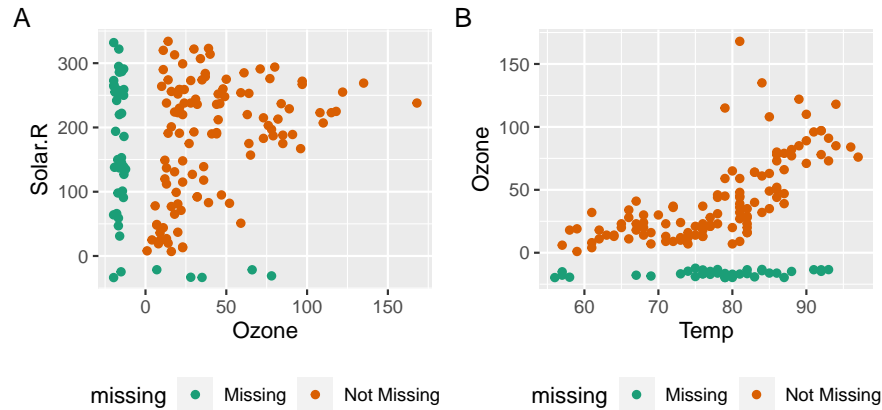 A
Solar.R
300
200
100
0
0
50
100
150
Ozone
missing
Missing
Not Missing
B
Ozone
150
100
50
0
60
70
80
90
Temp
missing
Missing
Not Missing